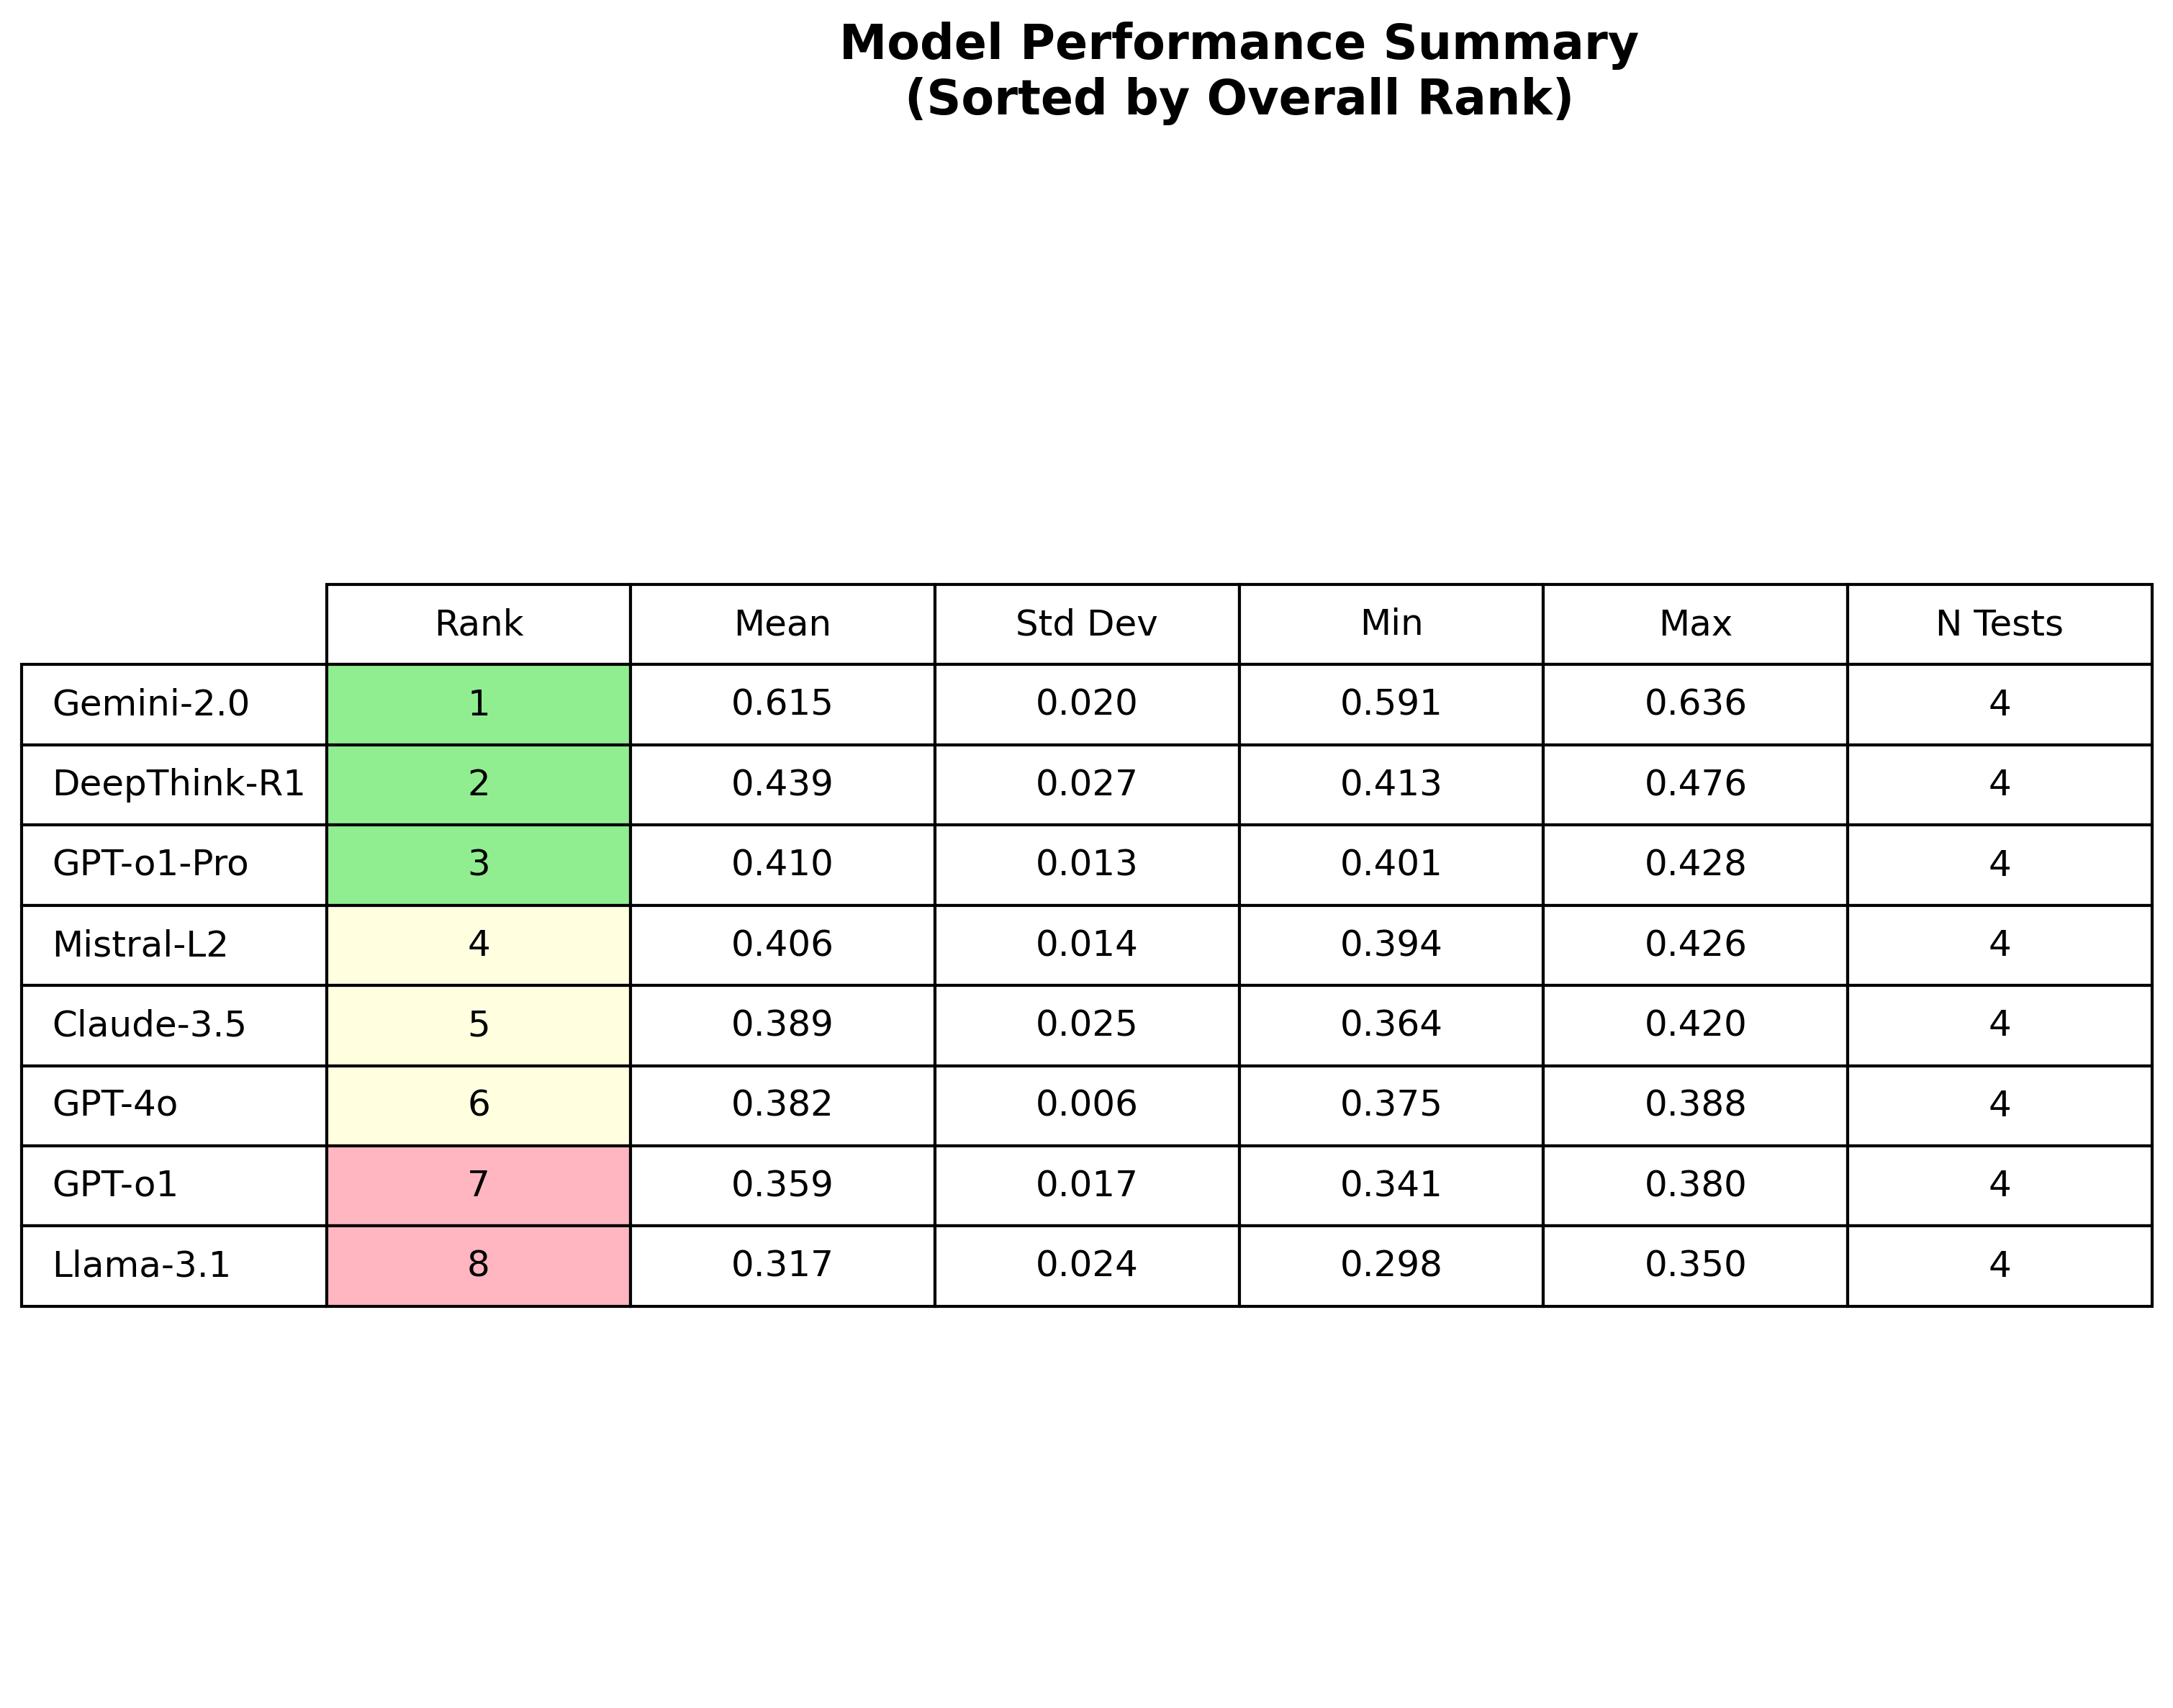 Model Performance Summary
(Sorted by Overall Rank)
Rank Mean Std Dev Min Max N Tests
Gemini-2.0 1 0.615 0.020 0.591 0.636 4
DeepThink-R1 2 0.439 0.027 0.413 0.476 4
GPT-o1-Pro 3 0.410 0.013 0.401 0.428 4
Mistral-L2 4 0.406 0.014 0.394 0.426 4
Claude-3.5 5 0.389 0.025 0.364 0.420 4
GPT-4o 6 0.382 0.006 0.375 0.388 4
GPT-o1 7 0.359 0.017 0.341 0.380 4
Llama-3.1 8 0.317 0.024 0.298 0.350 4